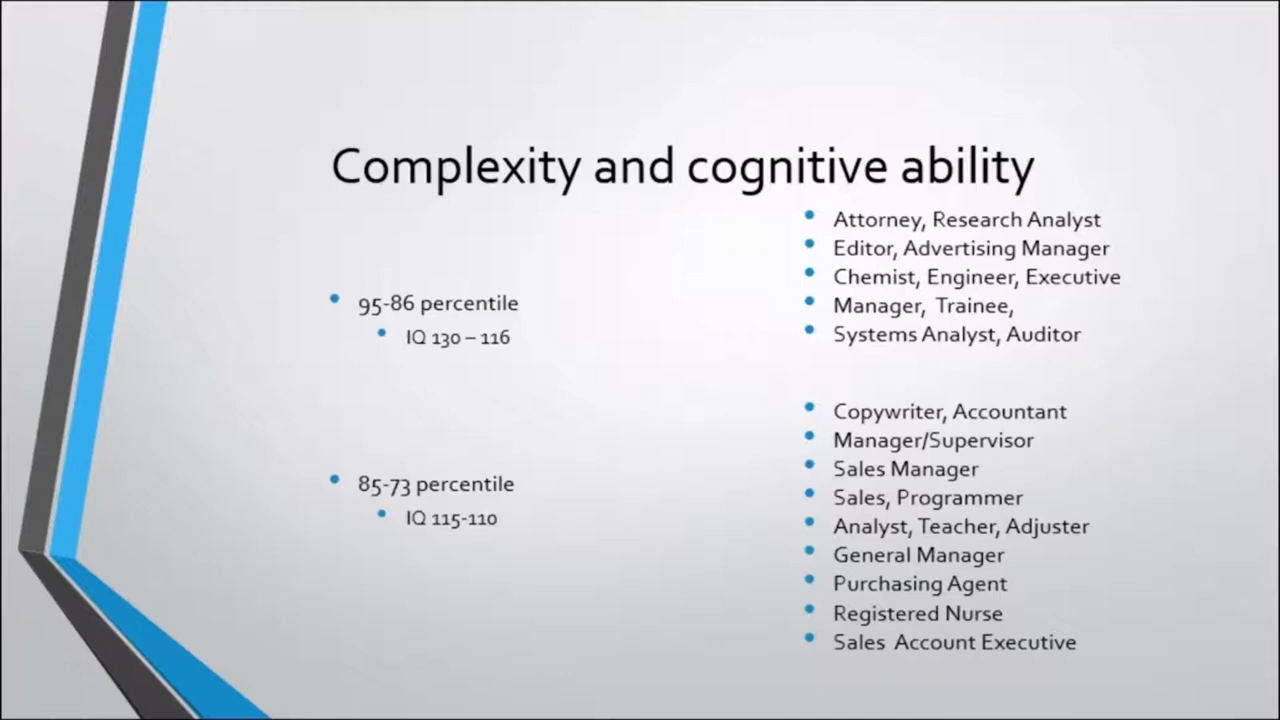 Complexity and cognitive ability
95-86 percentile
IQ 130 – 116
Attorney, Research Analyst
Editor, Advertising Manager
Chemist, Engineer, Executive
Manager, Trainee,
Systems Analyst, Auditor
85-73 percentile
IQ 115-110
Copywriter, Accountant
Manager/Supervisor
Sales Manager
Sales, Programmer
Analyst, Teacher, Adjuster
General Manager
Purchasing Agent
Registered Nurse
Sales Account Executive